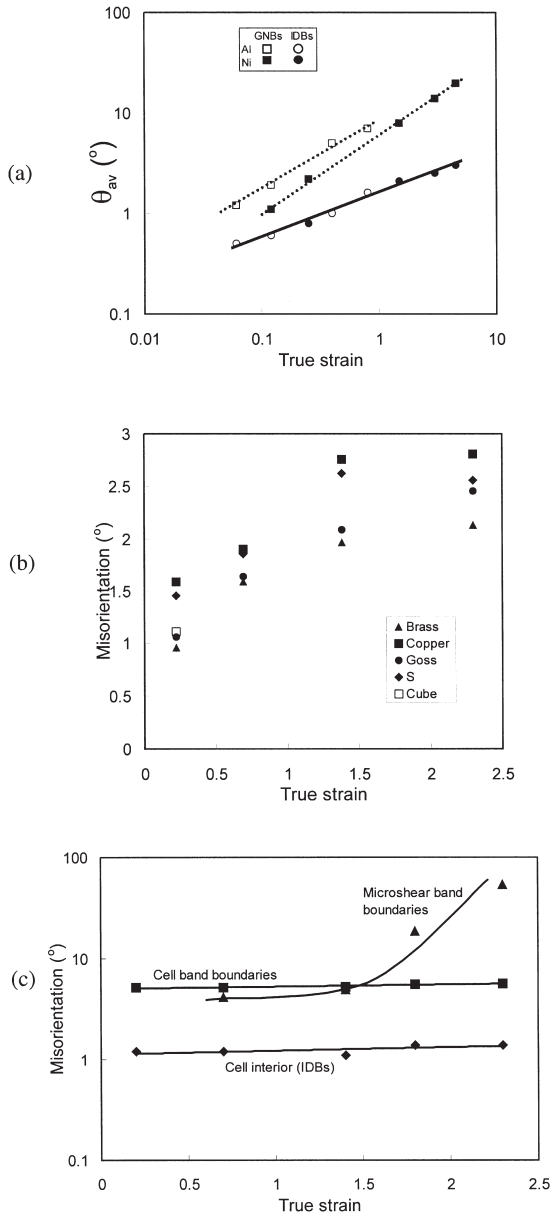 100
GNBs IDBs
Al
Ni
10
(a)
θav (°)
1
0.1
0.01 0.1 1 10
True strain
3
2.5
2
(b)
Misorientation (°)
1.5
Brass
Copper
1
Goss
S
0.5
Cube
0
0 0.5 1 1.5 2 2.5
True strain
100
Microshear band
boundaries
(c)
Misorientation (°)
Cell band boundaries
10
1
Cell interior (IDBs)
0.1
0 0.5 1 1.5 2 2.5
True strain